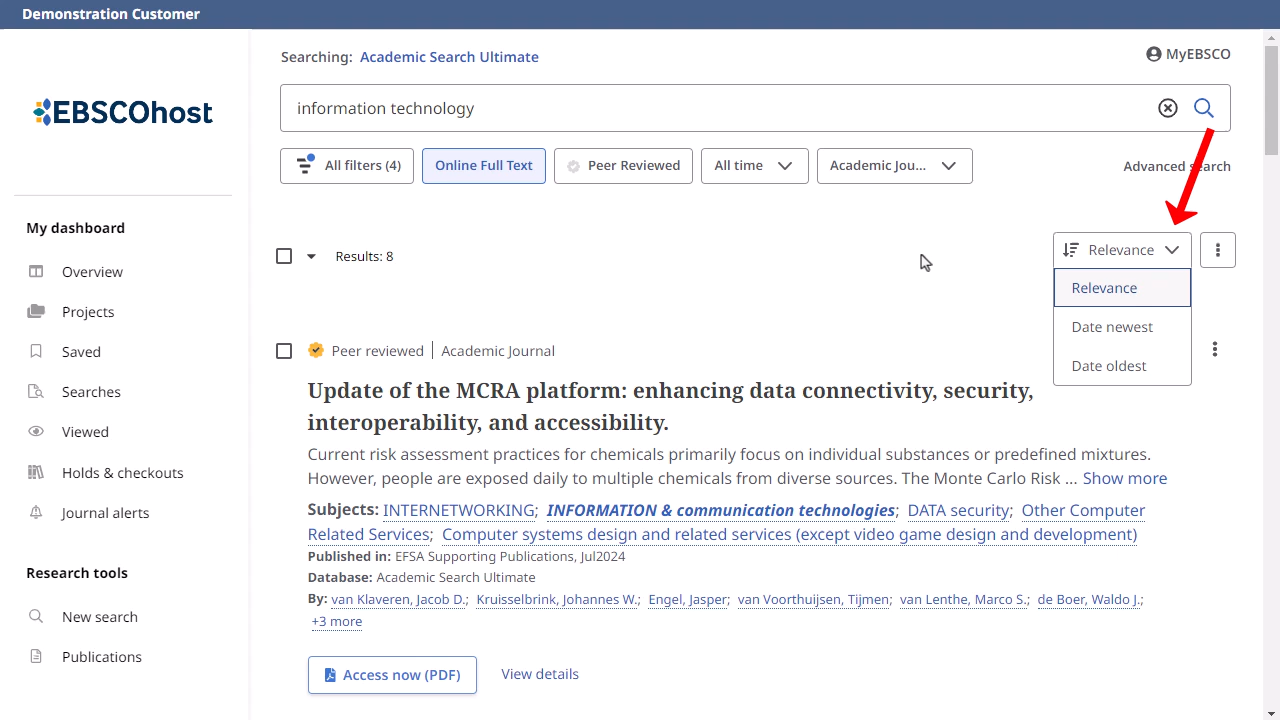 Demonstration Customer
EBSCOhost
My dashboard
Overview
Projects
Saved
Searches
Viewed
Holds & checkouts
Journal alerts
Research tools
New search
Publications
Searching: Academic Search Ultimate
MyEBSCO
information technology
All filters (4)
Online Full Text
Peer Reviewed
All time
Academic Jou...
Advanced search
Results: 8
Relevance
Relevance
Date newest
Date oldest
Peer reviewed | Academic Journal
Update of the MCRA platform: enhancing data connectivity, security,
interoperability, and accessibility.
Current risk assessment practices for chemicals primarily focus on individual substances or predefined mixtures.
However, people are exposed daily to multiple chemicals from diverse sources. The Monte Carlo Risk ... Show more
Subjects: INTERNETWORKING; INFORMATION & communication technologies; DATA security; Other Computer
Related Services; Computer systems design and related services (except video game design and development)
Published in: EFSA Supporting Publications, Jul2024
Database: Academic Search Ultimate
By: van Klaveren, Jacob D.; Kruisselbrink, Johannes W.; Engel, Jasper; van Voorthuijsen, Tijmen; van Lenthe, Marco S.; de Boer, Waldo J.;
+3 more
Access now (PDF)
View details